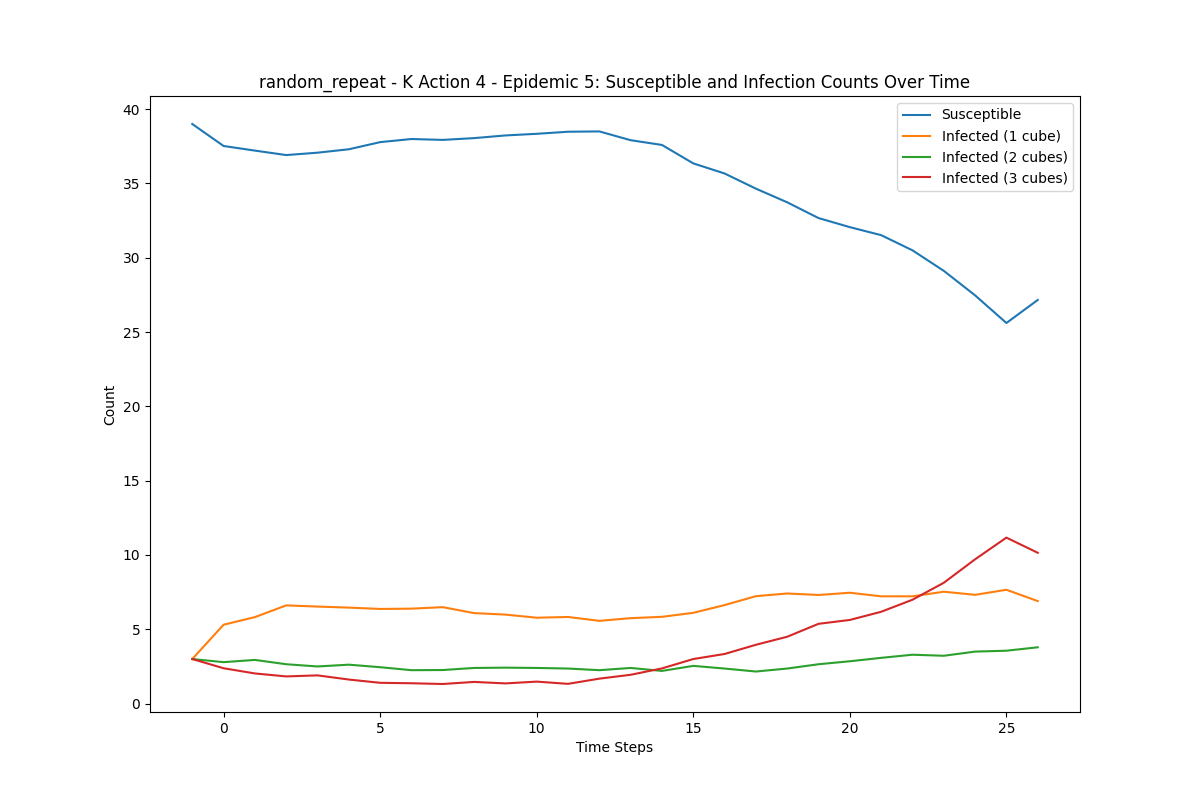 random_repeat - K Action 4 - Epidemic 5: Susceptible and Infection Counts Over Time
40
35
30
25
20
15
10
5
0
Count
Susceptible
Infected (1 cube)
Infected (2 cubes)
Infected (3 cubes)
0 5 10 15 20 25
Time Steps